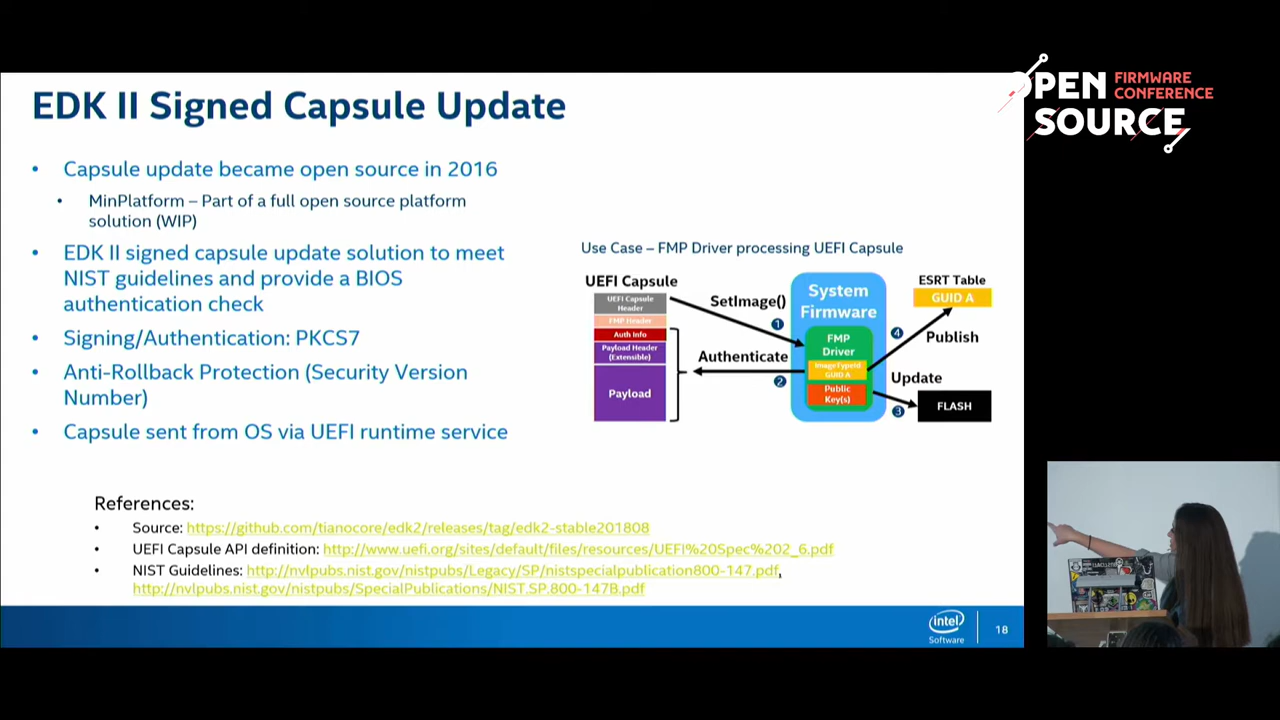 OPEN FIRMWARE CONFERENCE SOURCE
EDK II Signed Capsule Update
• Capsule update became open source in 2016
• MinPlatform – Part of a full open source platform
solution (WIP)
• EDK II signed capsule update solution to meet
NIST guidelines and provide a BIOS
authentication check
• Signing/Authentication: PKCS7
• Anti-Rollback Protection (Security Version
Number)
• Capsule sent from OS via UEFI runtime service
Use Case – FMP Driver processing UEFI Capsule
UEFI Capsule
UEFI Capsule
Header
FMP Header
Auth Info
Payload Header
(Extensible)
Payload
SetImage()
1
Authenticate
2
System
Firmware
FMP
Driver
ImageTypeId
GUID A
Public
Key(s)
ESRT Table
GUID A
4
Publish
Update
3
FLASH
References:
• Source: https://github.com/tianocore/edk2/releases/tag/edk2-stable201808
• UEFI Capsule API definition: http://www.uefi.org/sites/default/files/resources/UEFI%20Spec%202_6.pdf
• NIST Guidelines: http://nvlpubs.nist.gov/nistpubs/Legacy/SP/nistspecialpublication800-147.pdf,
http://nvlpubs.nist.gov/nistpubs/SpecialPublications/NIST.SP.800-147B.pdf
intel
Software
18